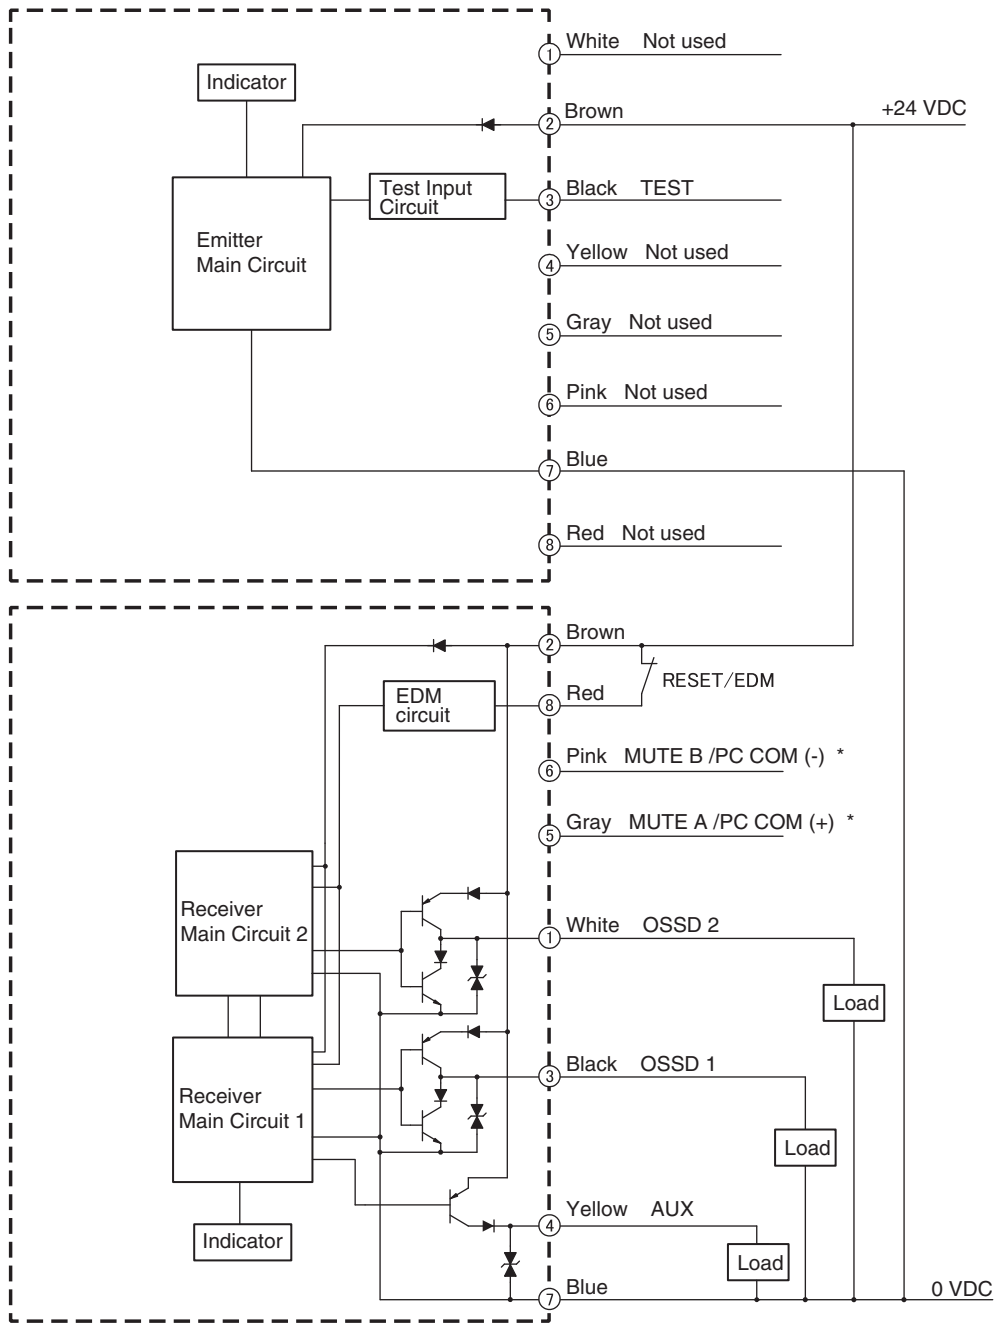 1 White Not used
Indicator
2 Brown +24 VDC
Test Input
Circuit
3 Black TEST
Emitter
Main Circuit
4 Yellow Not used
5 Gray Not used
6 Pink Not used
7 Blue
8 Red Not used
2 Brown
RESET/EDM
EDM
circuit
8 Red
6 Pink MUTE B /PC COM (-) *
5 Gray MUTE A /PC COM (+) *
Receiver
Main Circuit 2
1 White OSSD 2
Load
3 Black OSSD 1
Receiver
Main Circuit 1
Load
4 Yellow AUX
Indicator
Load
7 Blue 0 VDC